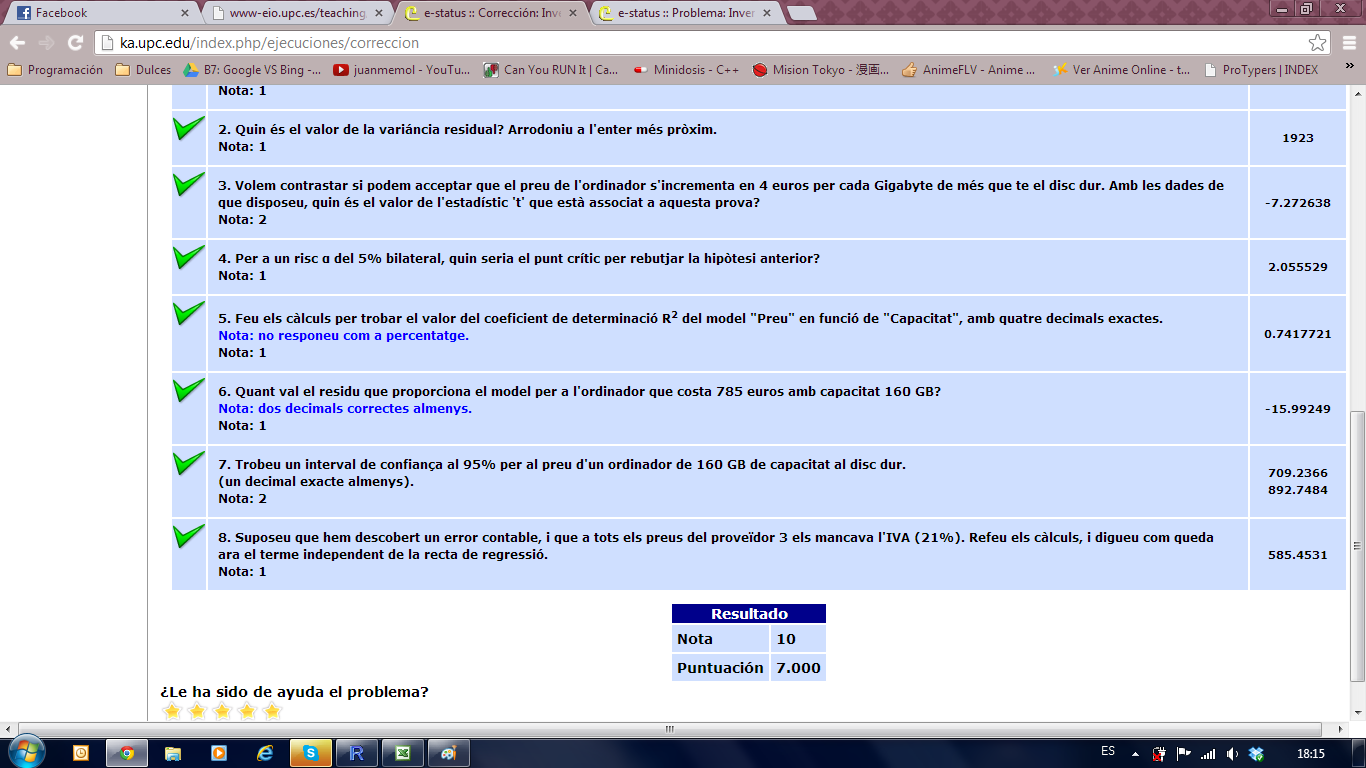 Facebook
www-eio.upc.es/teaching,
e-status :: Corrección: Inve
e-status :: Problema: Inver
ka.upc.edu/index.php/ejecuciones/correccion
Programación
Dulces
B7: Google VS Bing -...
juanmemol - YouTu...
Can You RUN It | Ca...
Minidosis - C++
Mision Tokyo - 漫画...
AnimeFLV - Anime ...
Ver Anime Online - t...
ProTypers | INDEX
»
Nota: 1
2. Quin és el valor de la variáncia residual? Arrodoniu a l'enter més pròxim.
Nota: 1
1923
3. Volem contrastar si podem acceptar que el preu de l'ordinador s'incrementa en 4 euros per cada Gigabyte de més que te el disc dur. Amb les dades de
que disposeu, quin és el valor de l'estadístic 't' que està associat a aquesta prova?
Nota: 2
-7.272638
4. Per a un risc α del 5% bilateral, quin seria el punt crític per rebutjar la hipòtesi anterior?
Nota: 1
2.055529
5. Feu els càlculs per trobar el valor del coeficient de determinació R² del model "Preu" en funció de "Capacitat", amb quatre decimals exactes.
Nota: no responeu com a percentatge.
Nota: 1
0.7417721
6. Quant val el residu que proporciona el model per a l'ordinador que costa 785 euros amb capacitat 160 GB?
Nota: dos decimals correctes almenys.
Nota: 1
-15.99249
7. Trobeu un interval de confiança al 95% per al preu d'un ordinador de 160 GB de capacitat al disc dur.
(un decimal exacte almenys).
Nota: 2
709.2366
892.7484
8. Suposeu que hem descobert un error contable, i que a tots els preus del proveïdor 3 els mancava l'IVA (21%). Refeu els càlculs, i digueu com queda
ara el terme independent de la recta de regressió.
Nota: 1
585.4531
Resultado
Nota 10
Puntuación 7.000
¿Le ha sido de ayuda el problema?
ES
18:15